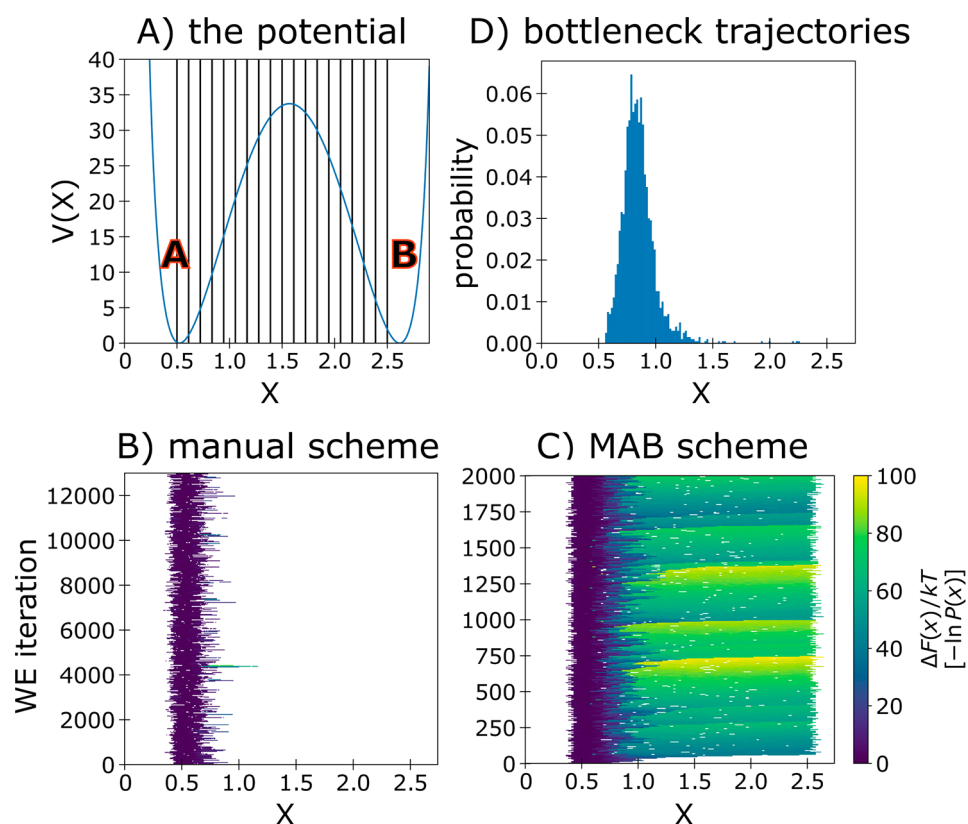 A) the potential
40
35
30
25
20
15
10
5
0
V(X)
A
B
0.0 0.5 1.0 1.5 2.0 2.5
X
D) bottleneck trajectories
0.06
0.05
0.04
0.03
0.02
0.01
0.00
probability
0.0 0.5 1.0 1.5 2.0 2.5
X
B) manual scheme
12000
10000
8000
6000
4000
2000
0
WE iteration
0.0 0.5 1.0 1.5 2.0 2.5
C) MAB scheme
2000
1750
1500
1250
1000
750
500
250
0
0.0 0.5 1.0 1.5 2.0 2.5
X
100
80
60
40
20
0
ΔF(x)/kT
[−ln P(x)]